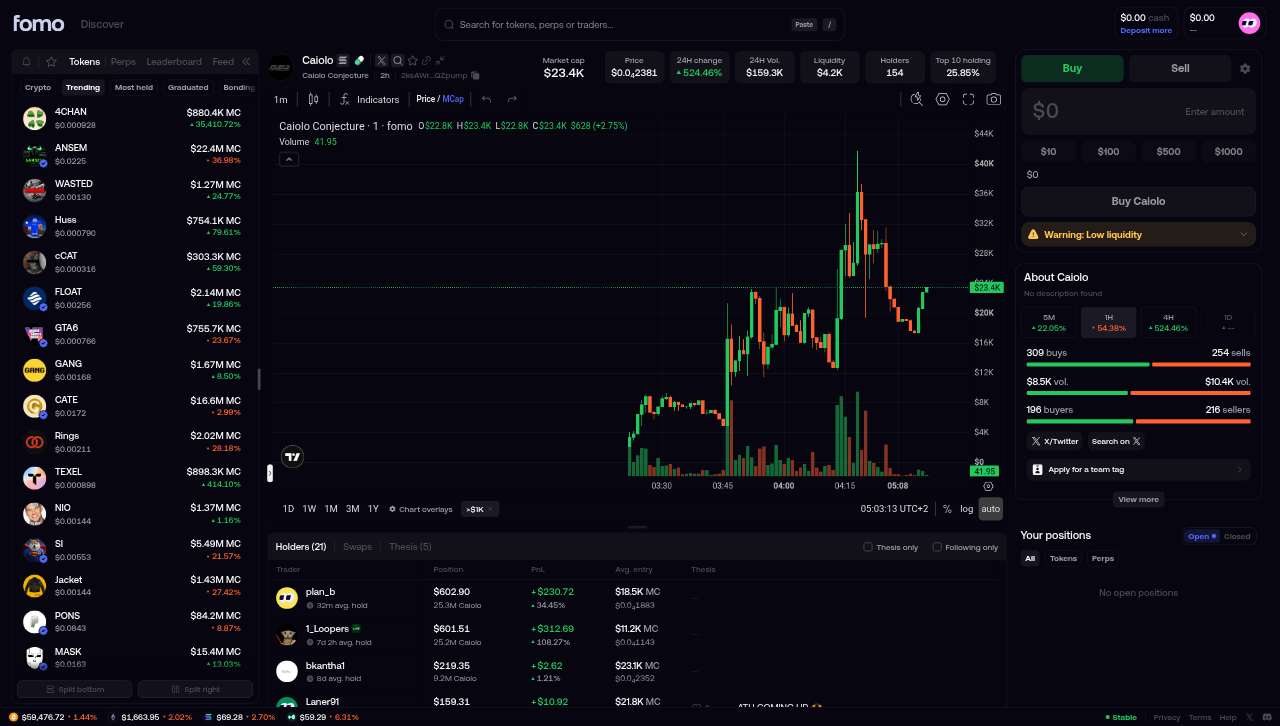 fomo
Discover
Search for tokens, perps or traders...
Paste
/
$0.00 cash
Deposit more
$0.00
—
Tokens
Perps
Leaderboard
Feed
Crypto
Trending
Most held
Graduated
Bonding
4CHAN
$0.000928
$880.4K MC
35,410.72%
ANSEM
$0.0225
$22.4M MC
36.98%
WASTED
$0.00130
$1.27M MC
24.77%
Huss
$0.000790
$754.1K MC
79.61%
cCAT
$0.000316
$303.3K MC
59.30%
FLOAT
$0.00256
$2.14M MC
19.86%
GTA6
$0.000766
$755.7K MC
23.67%
GANG
$0.00168
$1.67M MC
8.50%
CATE
$0.0172
$16.6M MC
2.99%
Rings
$0.00211
$2.02M MC
28.18%
TEXEL
$0.000898
$898.3K MC
414.10%
NIO
$0.00144
$1.37M MC
1.16%
SI
$0.00553
$5.49M MC
21.57%
Jacket
$0.00144
$1.43M MC
27.42%
PONS
$0.0843
$84.2M MC
8.87%
MASK
$0.0163
$15.4M MC
13.03%
Split bottom
Split right
Caiolo
Caiolo Conjecture
2h
2ksAWr...QZpump
Market cap
$23.4K
Price
$0.0₄2381
24H change
524.46%
24H Vol.
$159.3K
Liquidity
$4.2K
Holders
154
Top 10 holding
25.85%
1m
Indicators
Price / MCap
Caiolo Conjecture · 1 · fomo O$22.8K H$23.4K L$22.8K C$23.4K $628 (+2.75%)
Volume 41.95
$44K
$40K
$36K
$32K
$28K
$23.4K
$20K
$16K
$12K
$8K
$4K
$0
41.95
03:30
03:45
04:00
04:15
05:08
1D
1W
1M
3M
1Y
Chart overlays
>$1K
05:03:13 UTC+2
%
log
auto
Holders (21)
Swaps
Thesis (5)
Thesis only
Following only
Trader
Position
PnL
Avg. entry
Thesis
plan_b
32m avg. hold
$602.90
25.3M Caiolo
+$230.72
34.45%
$18.5K MC
$0.0₄1883
1_Loopers
7d 2h avg. hold
$601.51
25.2M Caiolo
+$312.69
108.27%
$11.2K MC
$0.0₄1143
bkantha1
8d avg. hold
$219.35
9.2M Caiolo
+$2.62
1.21%
$23.1K MC
$0.0₄2352
Laner91
$159.31
+$10.92
$21.8K MC
ATH COMING UP
Buy
Sell
$0
Enter amount
$10
$100
$500
$1000
$0
Buy Caiolo
Warning: Low liquidity
About Caiolo
No description found
5M
22.05%
1H
54.38%
4H
524.46%
1D
--
309 buys
254 sells
$8.5K vol.
$10.4K vol.
196 buyers
216 sellers
X/Twitter
Search on X
Apply for a team tag
View more
Your positions
Open
Closed
All
Tokens
Perps
No open positions
$59,476.72 1.44%
$1,663.95 2.02%
$69.28 2.70%
$59.29 6.31%
Stable
Privacy
Terms
Help